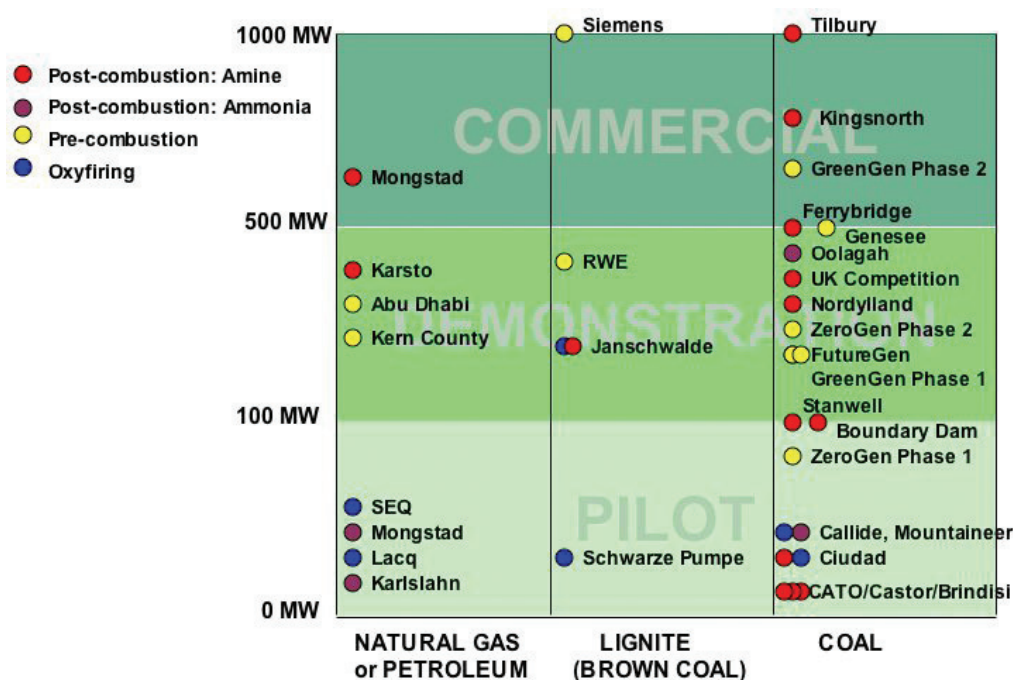 Post-combustion: Amine
Post-combustion: Ammonia
Pre-combustion
Oxyfiring
1000 MW
500 MW
100 MW
0 MW
COMMERCIAL
DEMONSTRATION
PILOT
Mongstad
Karsto
Abu Dhabi
Kern County
SEQ
Mongstad
Lacq
Karlslahn
Siemens
RWE
Janschwalde
Schwarze Pumpe
Tilbury
Kingsnorth
GreenGen Phase 2
Ferrybridge
Genesee
Oolagah
UK Competition
Nordylland
ZeroGen Phase 2
FutureGen
GreenGen Phase 1
Stanwell
Boundary Dam
ZeroGen Phase 1
Callide, Mountaineer
Ciudad
CATO/Castor/Brindisi
NATURAL GAS
or PETROLEUM
LIGNITE
(BROWN COAL)
COAL